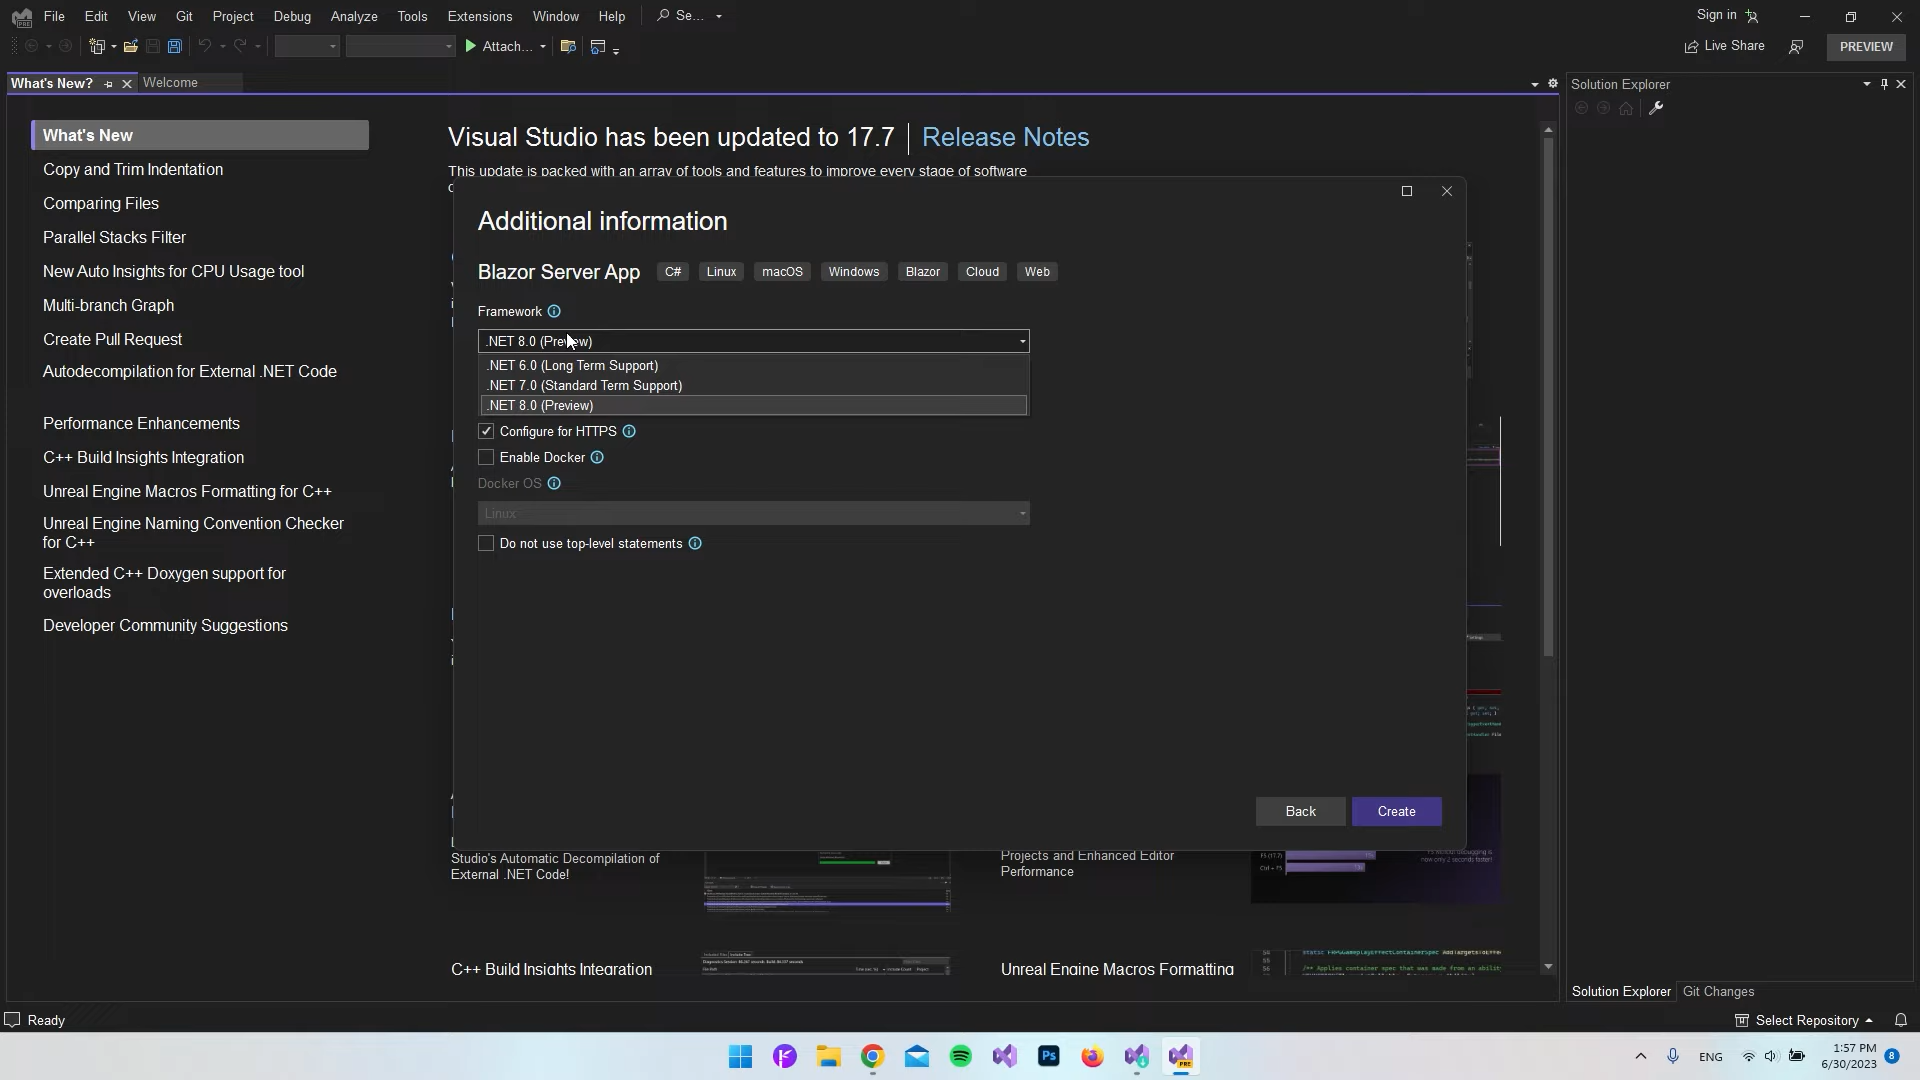 File Edit View Git Project Debug Analyze Tools Extensions Window Help Se...
Sign in
Attach...
Live Share
PREVIEW
What's New?
Welcome
Solution Explorer
What's New
Copy and Trim Indentation
Comparing Files
Parallel Stacks Filter
New Auto Insights for CPU Usage tool
Multi-branch Graph
Create Pull Request
Autodecompilation for External .NET Code
Performance Enhancements
C++ Build Insights Integration
Unreal Engine Macros Formatting for C++
Unreal Engine Naming Convention Checker
for C++
Extended C++ Doxygen support for
overloads
Developer Community Suggestions
Visual Studio has been updated to 17.7 Release Notes
This update is packed with an array of tools and features to improve every stage of software
Additional information
Blazor Server App C# Linux macOS Windows Blazor Cloud Web
Framework
.NET 8.0 (Preview)
.NET 6.0 (Long Term Support)
.NET 7.0 (Standard Term Support)
.NET 8.0 (Preview)
Configure for HTTPS
Enable Docker
Docker OS
Linux
Do not use top-level statements
Back
Create
Studio's Automatic Decompilation of
External .NET Code!
Projects and Enhanced Editor
Performance
C++ Build Insights Integration
Unreal Engine Macros Formatting
Solution Explorer
Git Changes
Ready
Select Repository
Ps
PRE
ENG
1:57 PM
6/30/2023
8